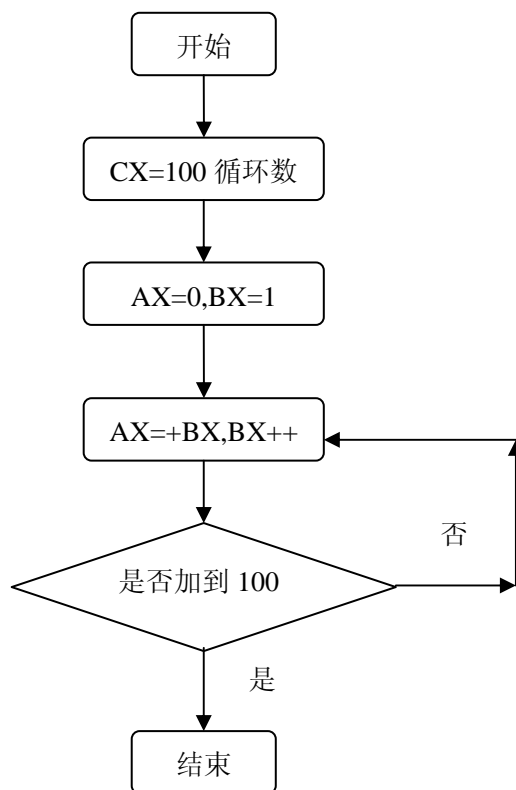 开始
CX=100 循环数
AX=0,BX=1
AX=+BX,BX++
否
是否加到 100
是
结束